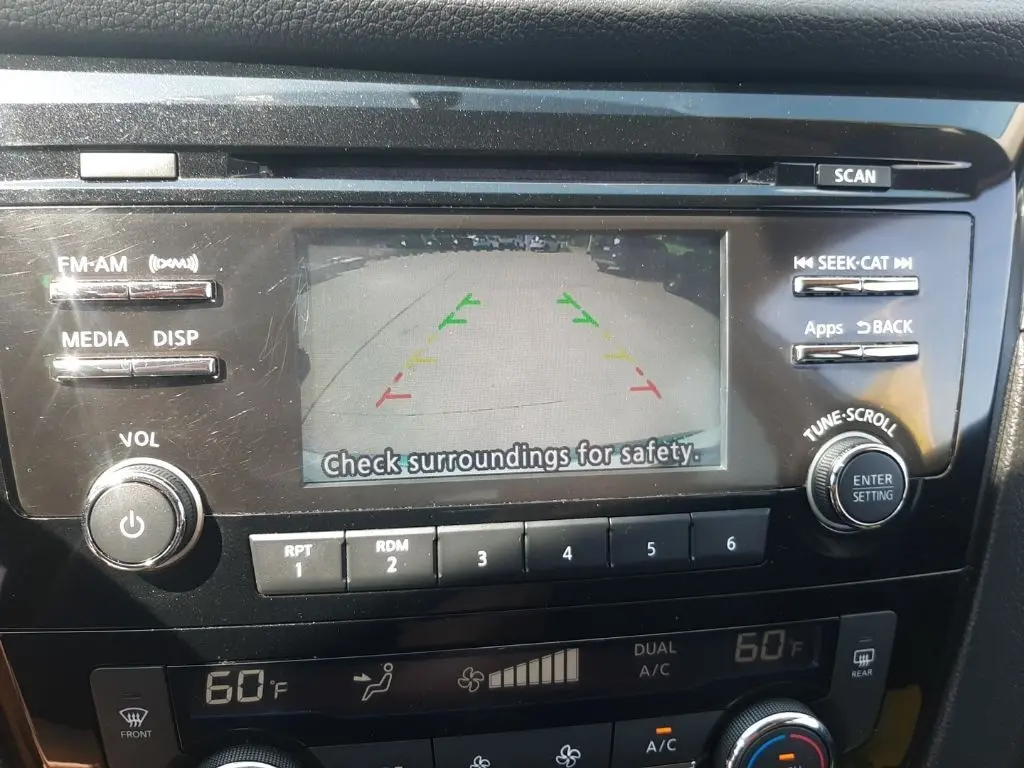 SCAN
FM·AM
((XM))
SEEK·CAT
MEDIA
DISP
Apps
BACK
VOL
TUNE·SCROLL
ENTER
SETTING
Check surroundings for safety.
RPT
1
RDM
2
3
4
5
6
60°F
DUAL
A/C
60°F
FRONT
REAR
A/C